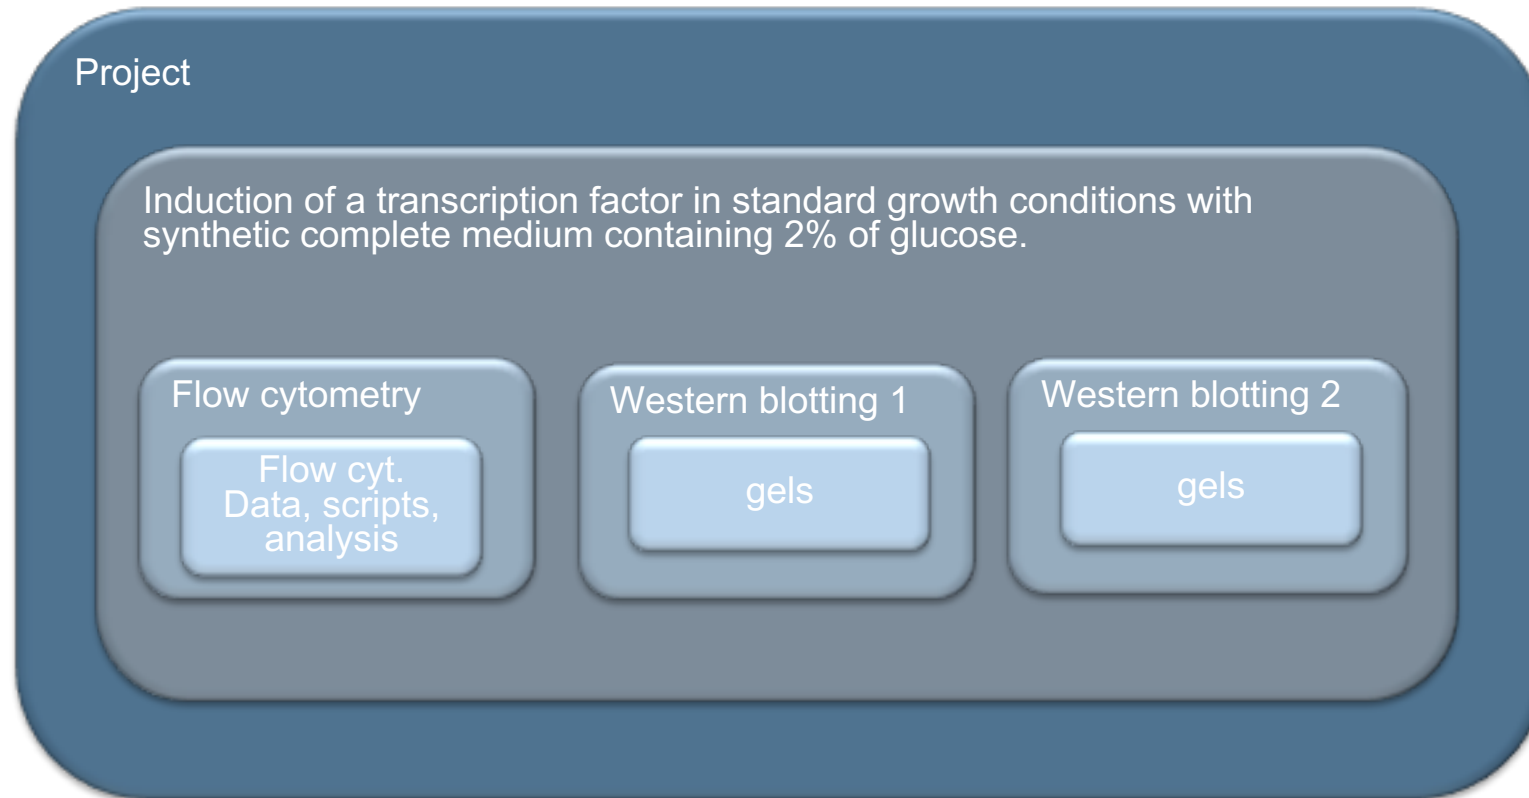 Project
Induction of a transcription factor in standard growth conditions with
synthetic complete medium containing 2% of glucose.
Flow cytometry
Flow cyt.
Data, scripts,
analysis
Western blotting 1
gels
Western blotting 2
gels